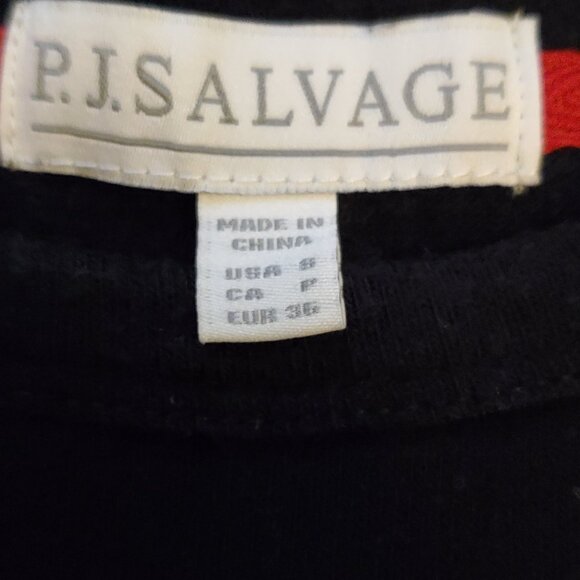 P.J.SALVAGE
MADE IN
CHINA
USA S
CA P
EUR 36